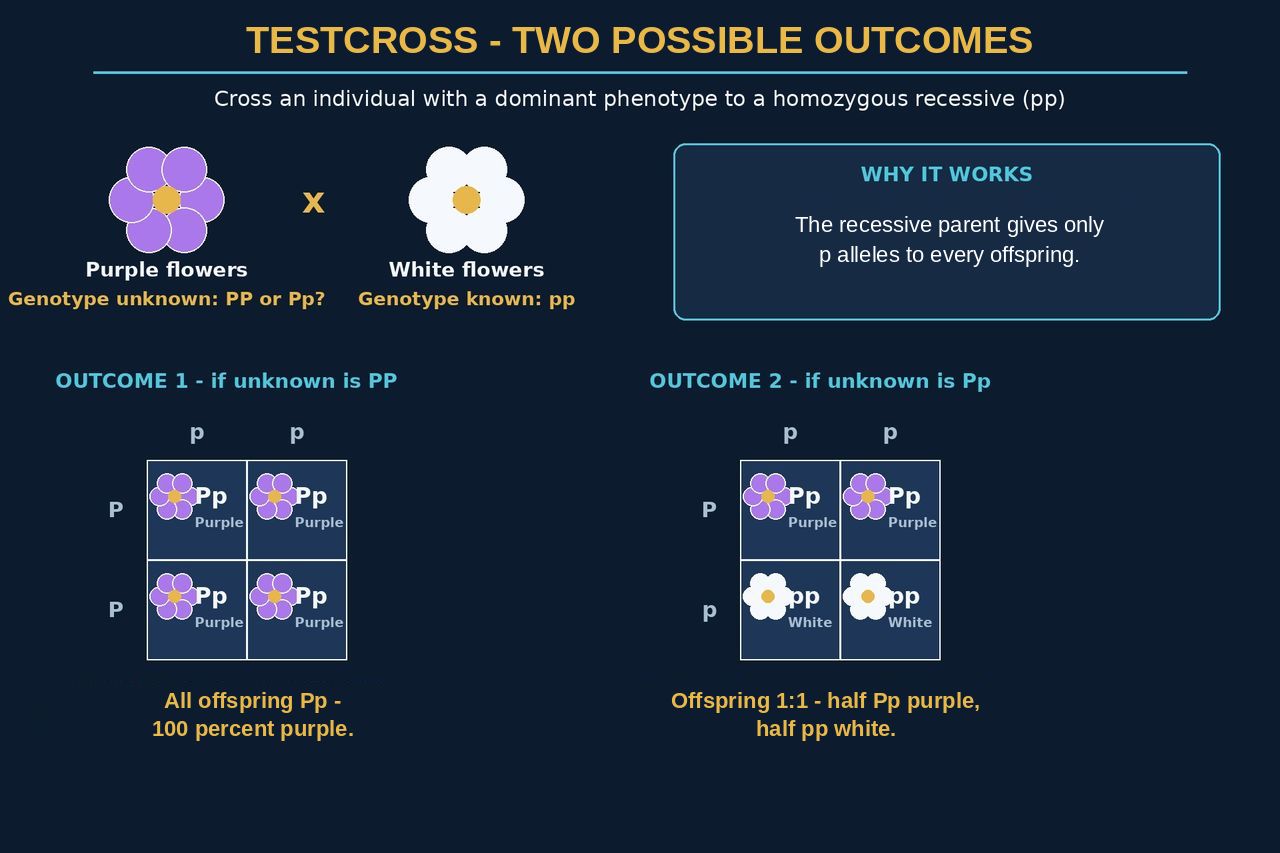 TESTCROSS - TWO POSSIBLE OUTCOMES
Cross an individual with a dominant phenotype to a homozygous recessive (pp)
x
Purple flowers
White flowers
Genotype unknown: PP or Pp?
Genotype known: pp
WHY IT WORKS
The recessive parent gives only
p alleles to every offspring.
OUTCOME 1 - if unknown is PP
p p
P
Pp Pp
Purple Purple
P
Pp Pp
Purple Purple
All offspring Pp -
100 percent purple.
OUTCOME 2 - if unknown is Pp
p p
P
Pp Pp
Purple Purple
p
pp pp
White White
Offspring 1:1 - half Pp purple,
half pp white.